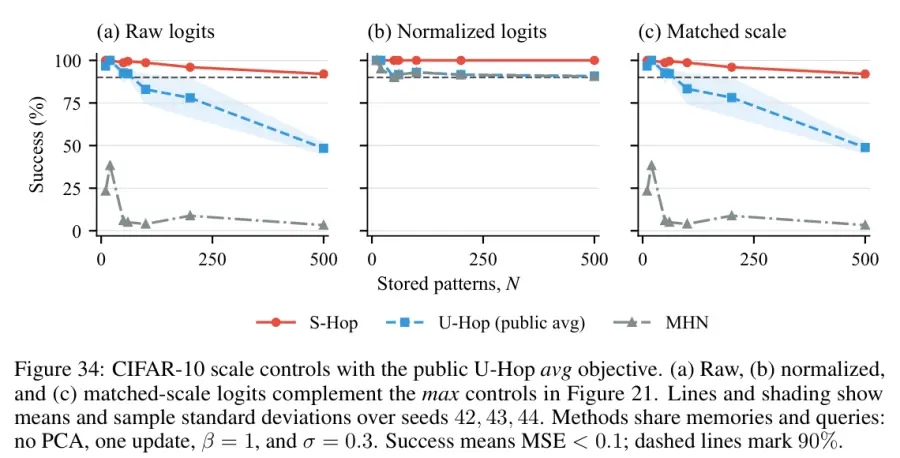 (a) Raw logits
(b) Normalized logits
(c) Matched scale
Success (%)
100
75
50
25
0
0
250
500
0
250
500
0
250
500
Stored patterns, N
S-Hop
U-Hop (public avg)
MHN
Figure 34: CIFAR-10 scale controls with the public U-Hop avg objective. (a) Raw, (b) normalized,
and (c) matched-scale logits complement the max controls in Figure 21. Lines and shading show
means and sample standard deviations over seeds 42, 43, 44. Methods share memories and queries:
no PCA, one update, β = 1, and σ = 0.3. Success means MSE < 0.1; dashed lines mark 90%.